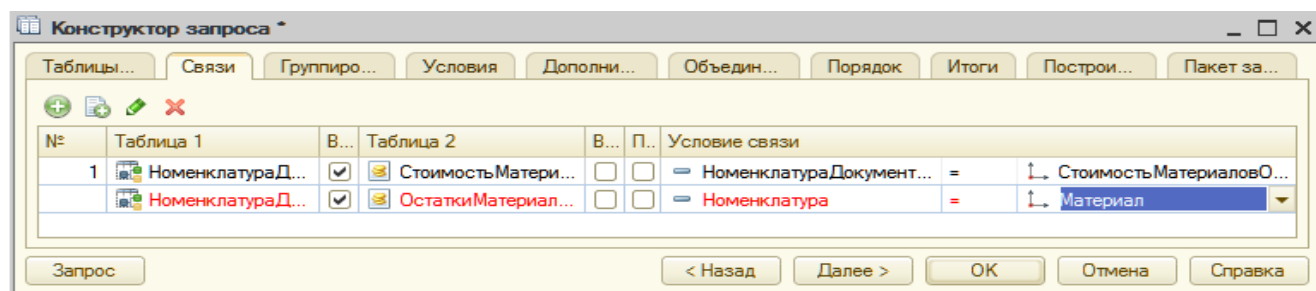 Конструктор запроса *
Таблицы... Связи Группиро... Условия Дополни... Объедин... Порядок Итоги Построи... Пакет за...
№ Таблица 1 В... Таблица 2 В... П... Условие связи
1 НоменклатураД... СтоимостьМатери... НоменклатураДокумент... = СтоимостьМатериаловО...
НоменклатураД... ОстаткиМатериал... Номенклатура = Материал
Запрос < Назад Далее > OK Отмена Справка